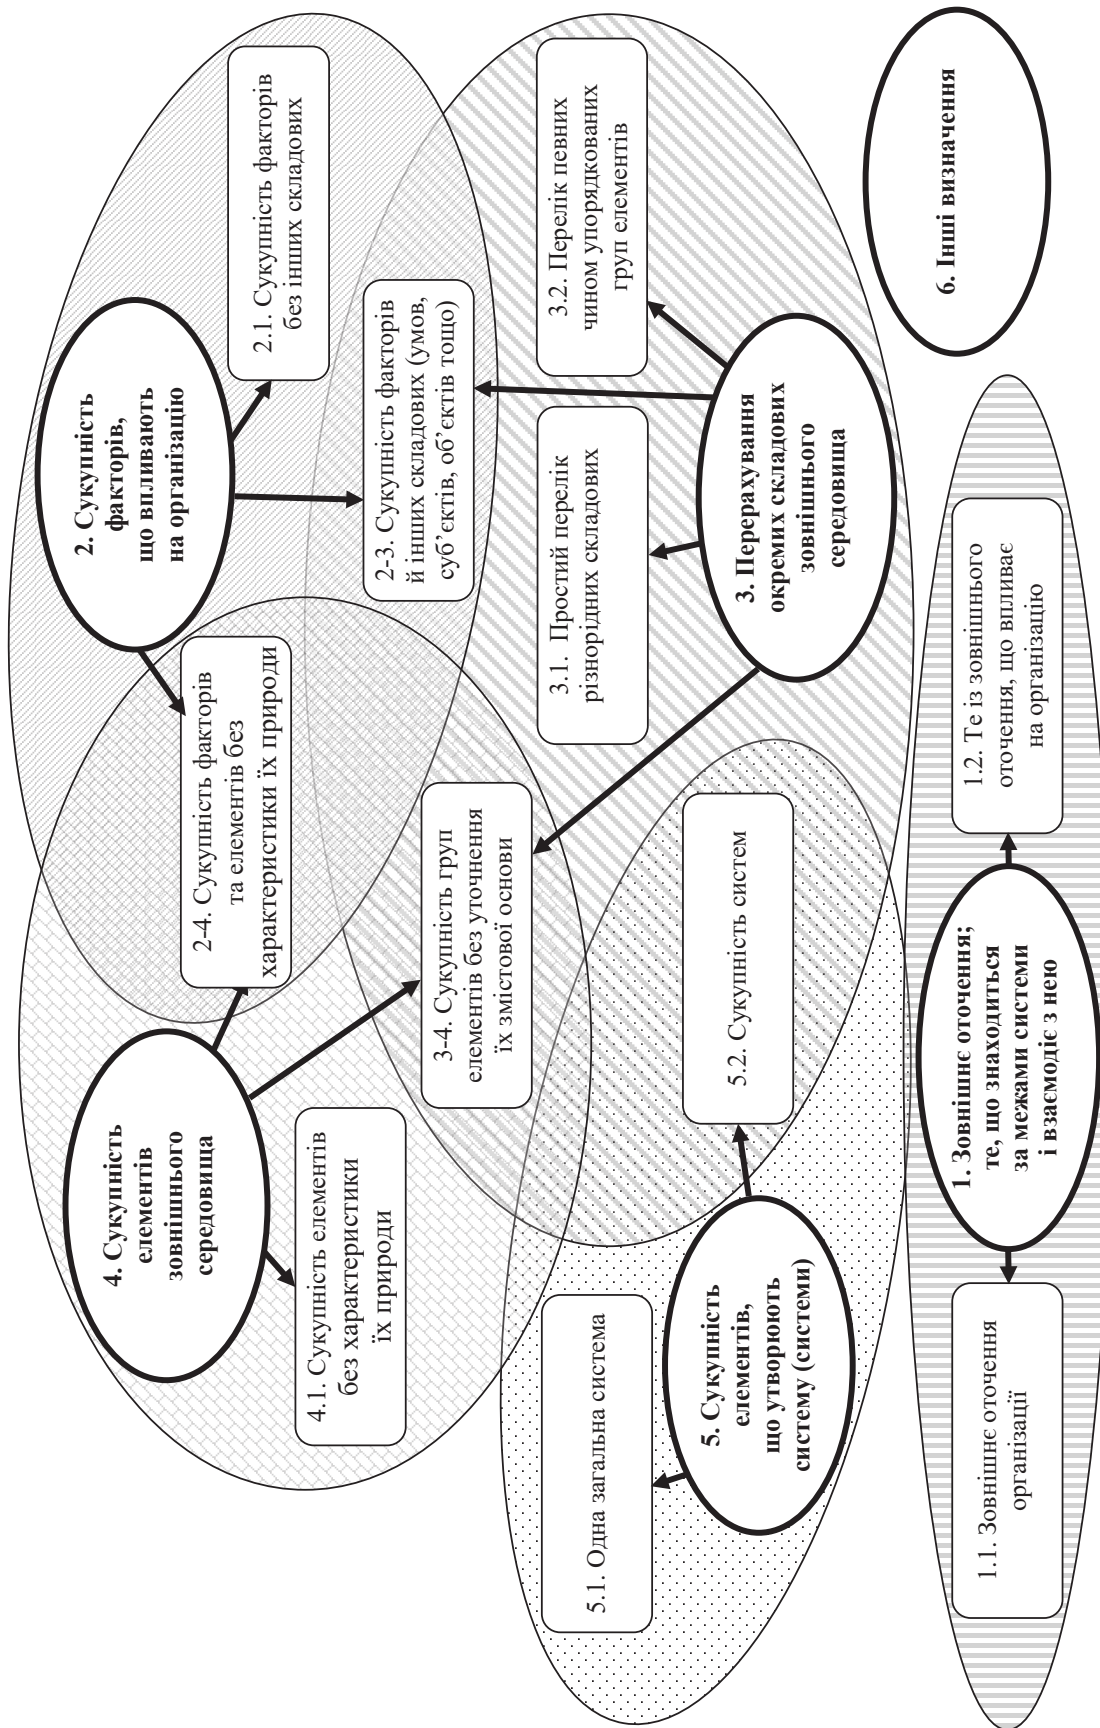 4. Сукупність
елементів
зовнішнього
середовища
2. Сукупність
факторів,
що впливають
на організацію
4.1. Сукупність елементів
без характеристики
їх природи
2-4. Сукупність факторів
та елементів без
характеристики їх природи
2.1. Сукупність факторів
без інших складових
3-4. Сукупність груп
елементів без уточнення
їх змістової основи
2-3. Сукупність факторів
й інших складових (умов,
суб’єктів, об’єктів тощо)
5.1. Одна загальна система
5.2. Сукупність систем
3.1. Простий перелік
різнорідних складових
3.2. Перелік певних
чином упорядкованих
груп елементів
5. Сукупність
елементів,
що утворюють
систему (системи)
3. Перерахування
окремих складових
зовнішнього
середовища
1.1. Зовнішнє оточення
організації
1. Зовнішнє оточення;
те, що знаходиться
за межами системи
і взаємодіє з нею
1.2. Те із зовнішнього
оточення, що впливає
на організацію
6. Інші визначення